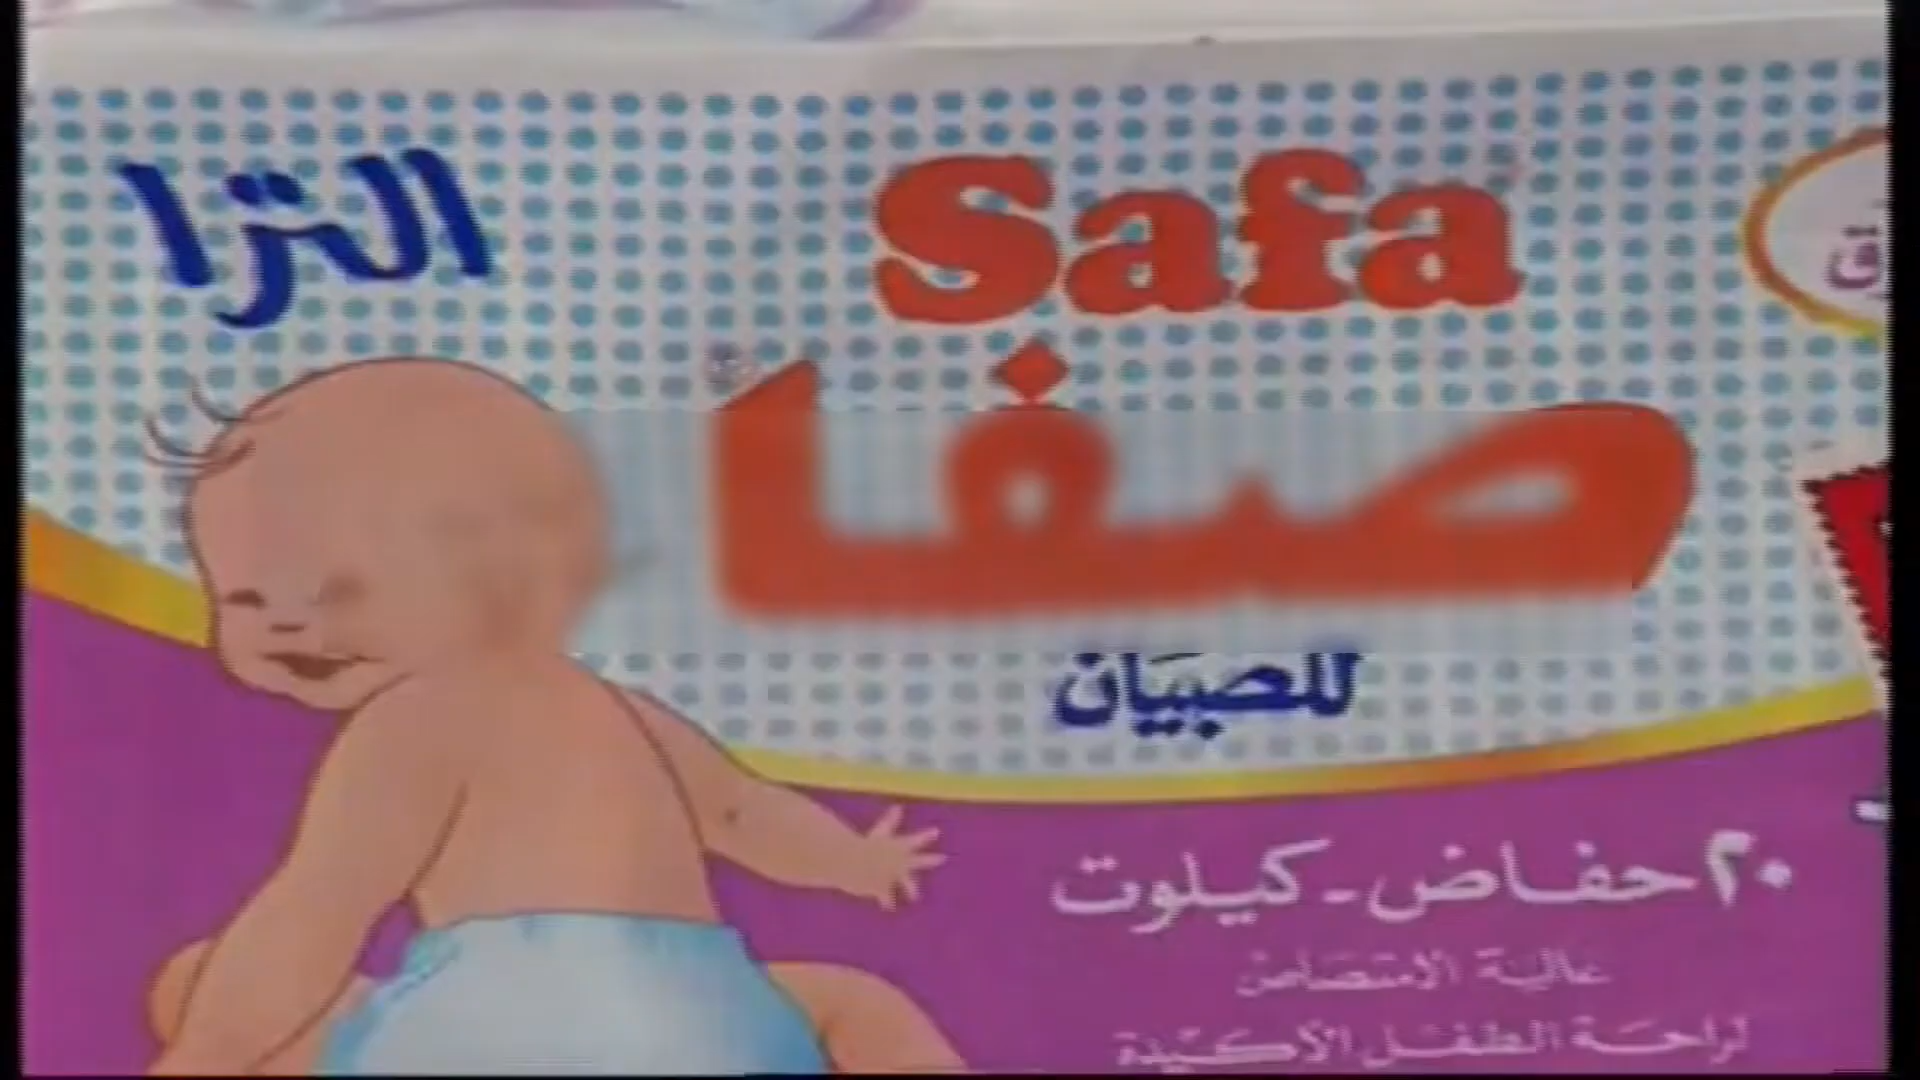 Safa
الترا
صفا
للصبيان
٢٠ حفاض - كيلوت
عالية الامتصاص
لراحة الطفل الأكيدة